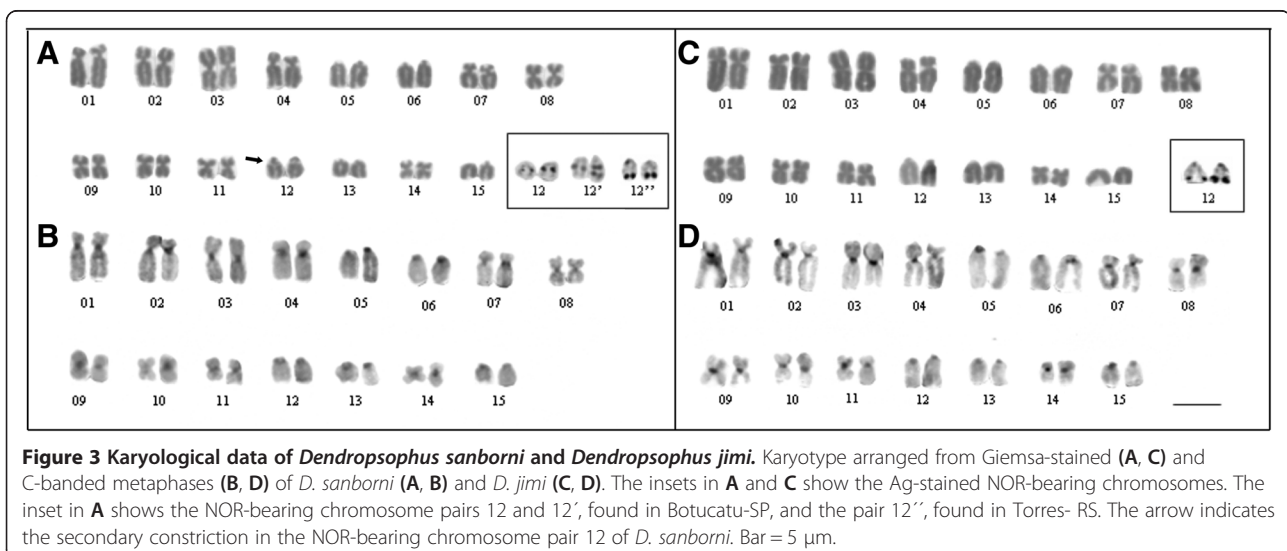 A
01 02 03 04 05 06 07 08
09 10 11 12 13 14 15
12 12’ 12’’
B
01 02 03 04 05 06 07 08
09 10 11 12 13 14 15
C
01 02 03 04 05 06 07 08
09 10 11 12 13 14 15
12
D
01 02 03 04 05 06 07 08
09 10 11 12 13 14 15
Figure 3 Karyological data of Dendropsophus sanborni and Dendropsophus jimi. Karyotype arranged from Giemsa-stained (A, C) and
C-banded metaphases (B, D) of D. sanborni (A, B) and D. jimi (C, D). The insets in A and C show the Ag-stained NOR-bearing chromosomes. The
inset in A shows the NOR-bearing chromosome pairs 12 and 12´, found in Botucatu-SP, and the pair 12´´, found in Torres- RS. The arrow indicates
the secondary constriction in the NOR-bearing chromosome pair 12 of D. sanborni. Bar = 5 μm.